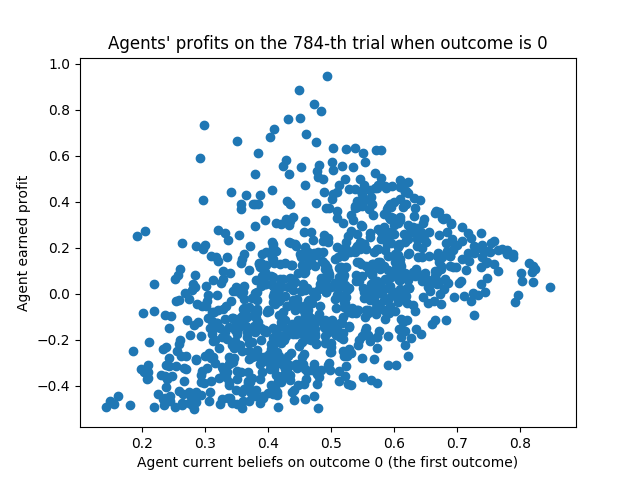 Agents' profits on the 784-th trial when outcome is 0
1.0
0.8
0.6
0.4
0.2
0.0
−0.2
−0.4
Agent earned profit
0.2 0.3 0.4 0.5 0.6 0.7 0.8
Agent current beliefs on outcome 0 (the first outcome)